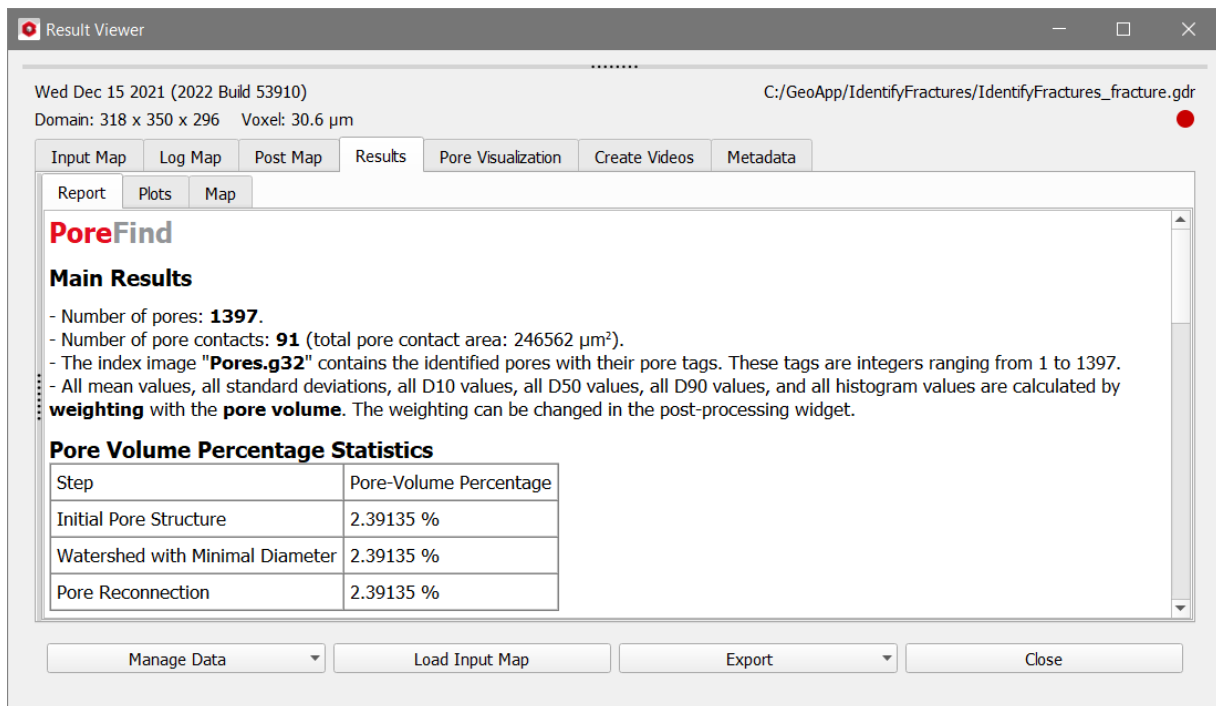 Result Viewer
Wed Dec 15 2021 (2022 Build 53910) C:/GeoApp/IdentifyFractures/IdentifyFractures_fracture.gdr
Domain: 318 x 350 x 296 Voxel: 30.6 µm
Input Map Log Map Post Map Results Pore Visualization Create Videos Metadata
Report Plots Map
PoreFind
Main Results
- Number of pores: 1397.
- Number of pore contacts: 91 (total pore contact area: 246562 µm²).
- The index image "Pores.g32" contains the identified pores with their pore tags. These tags are integers ranging from 1 to 1397.
- All mean values, all standard deviations, all D10 values, all D50 values, all D90 values, and all histogram values are calculated by
weighting with the pore volume. The weighting can be changed in the post-processing widget.
Pore Volume Percentage Statistics
Step Pore-Volume Percentage
Initial Pore Structure 2.39135 %
Watershed with Minimal Diameter 2.39135 %
Pore Reconnection 2.39135 %
Manage Data Load Input Map Export Close